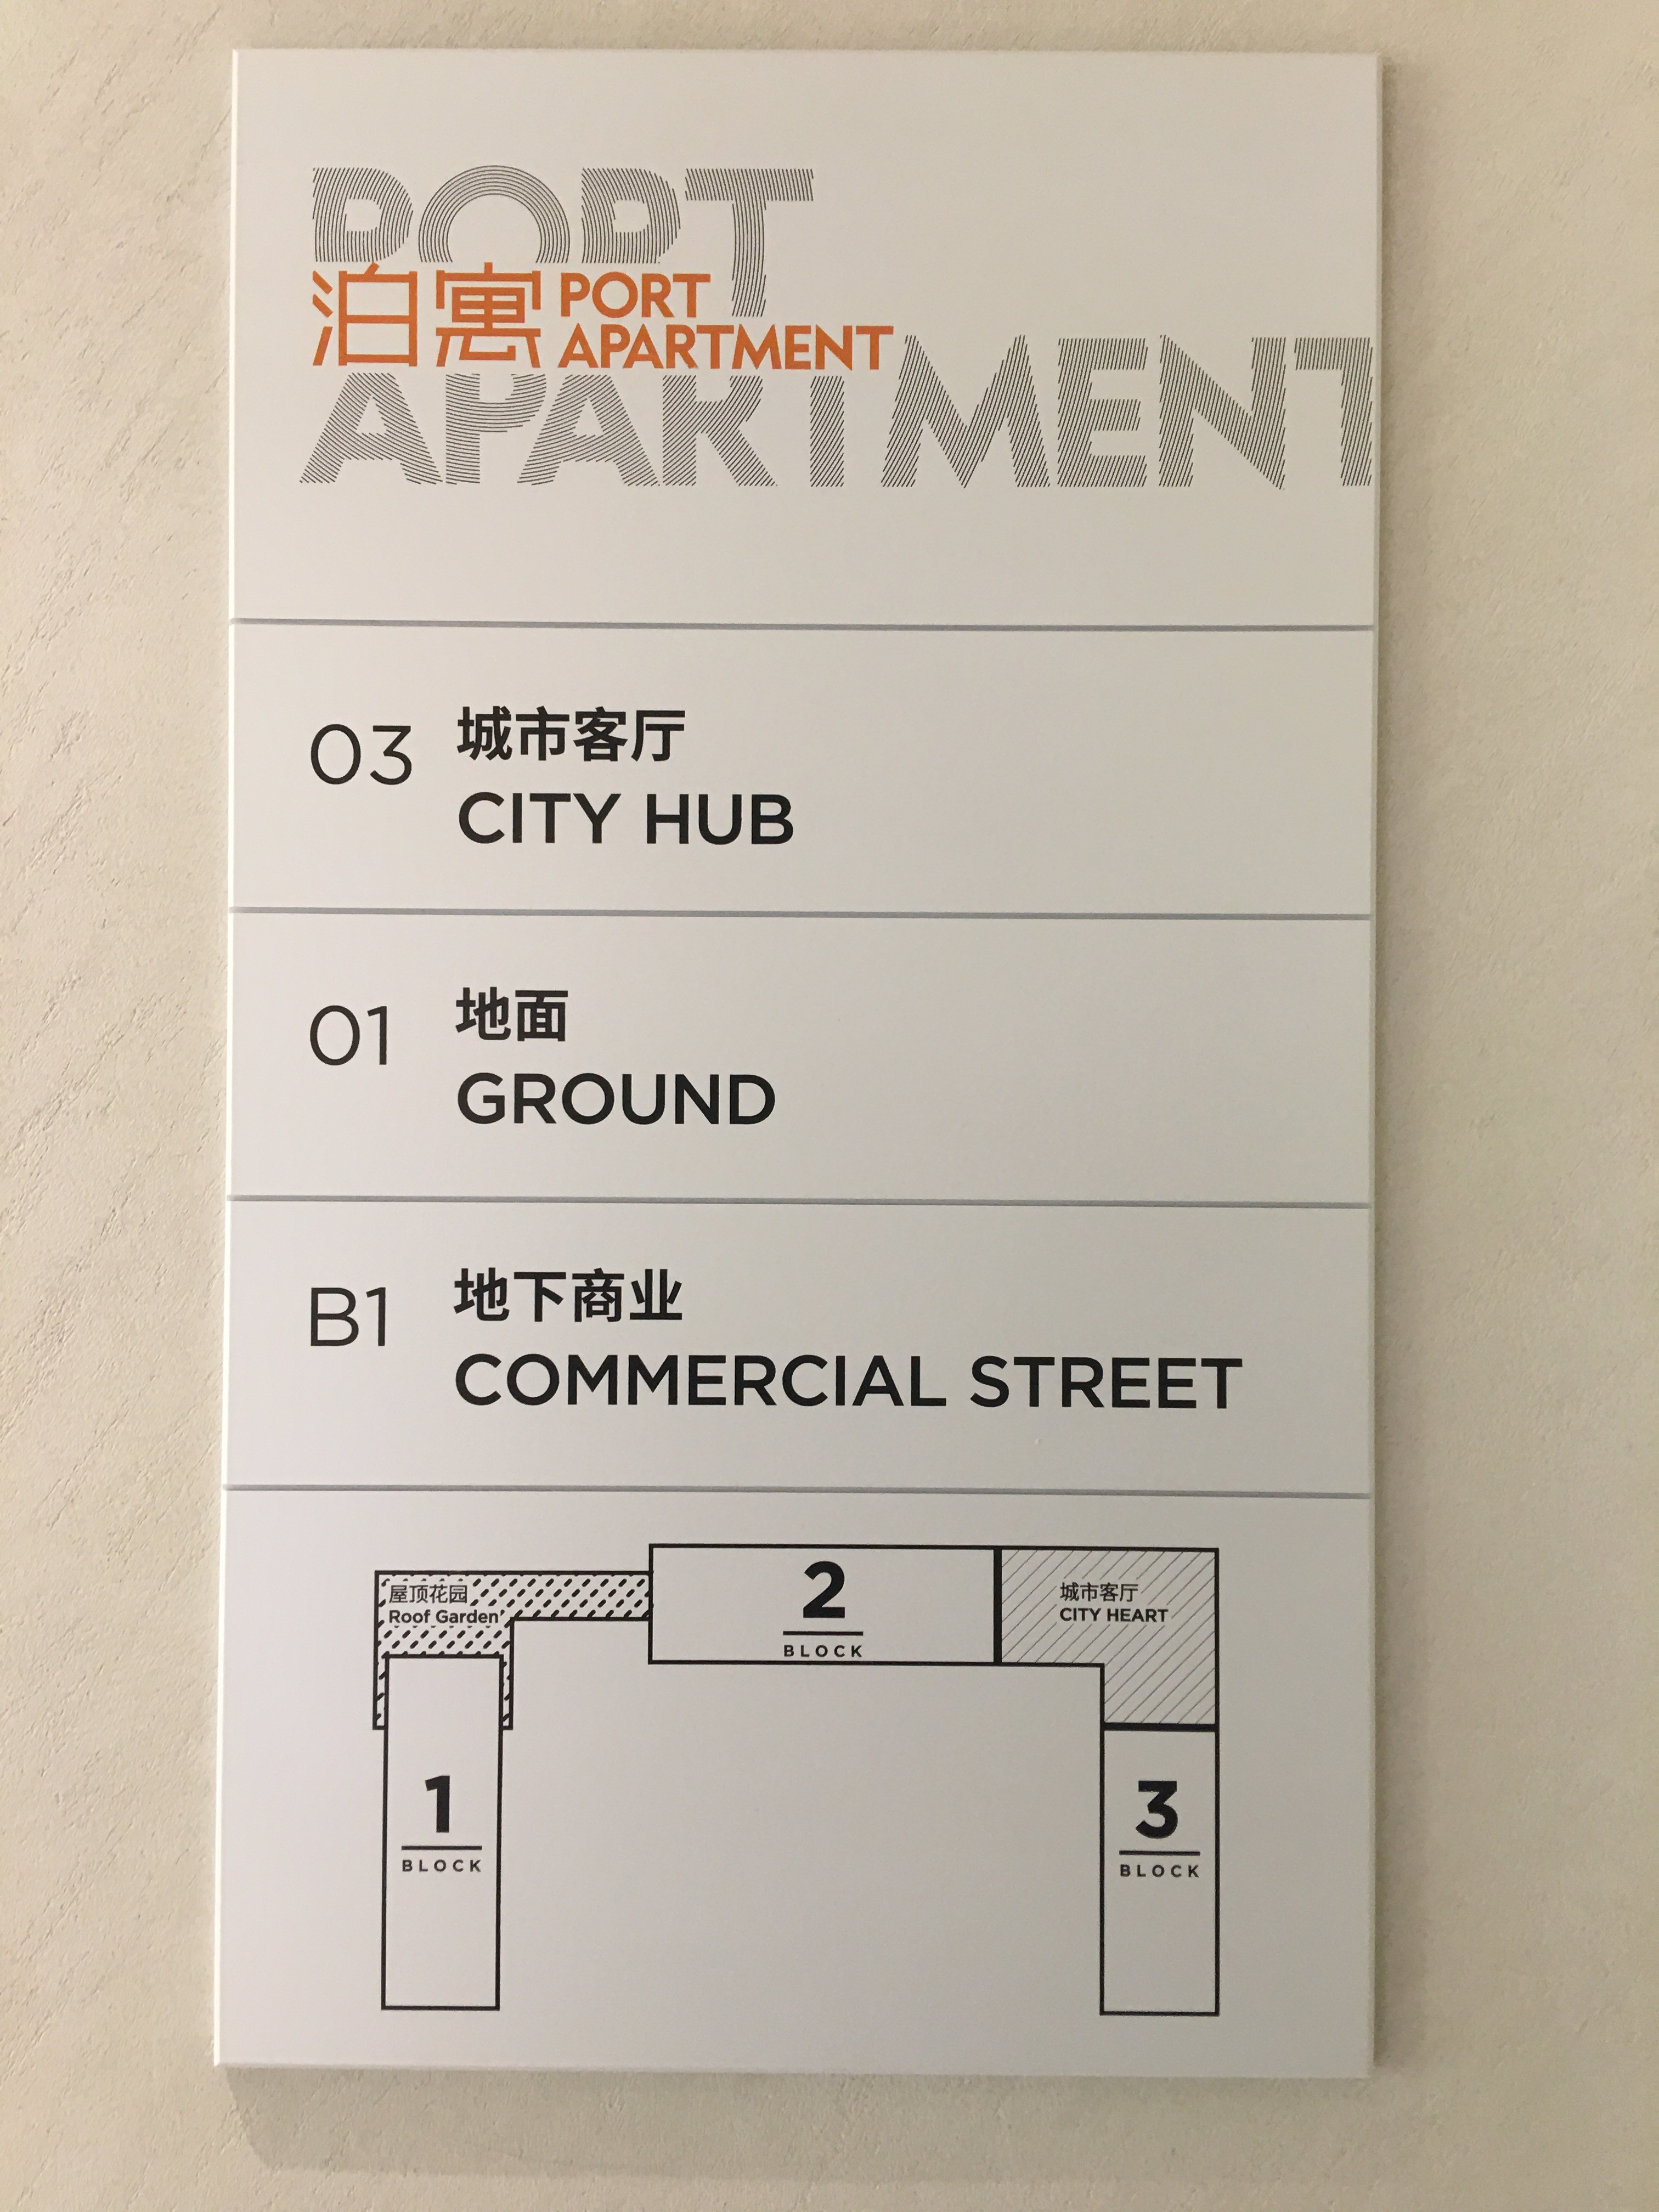 PORT
泊寓 PORT
APARTMENT
APARTMENT
03 城市客厅
CITY HUB
01 地面
GROUND
B1 地下商业
COMMERCIAL STREET
屋顶花园
Roof Garden
2
BLOCK
城市客厅
CITY HEART
1
BLOCK
3
BLOCK